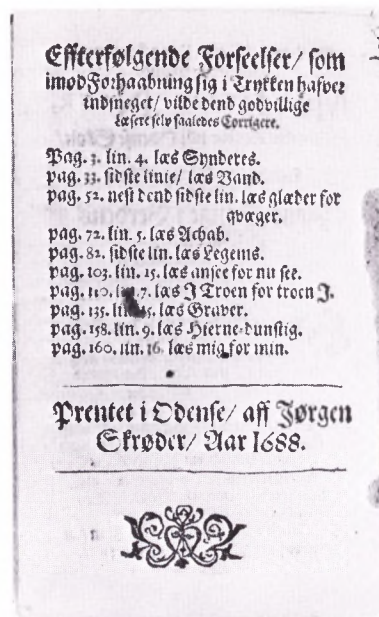 Effterfølgende Forseelser/ som
imod Forhaabning sig i Trykken hafver
indsneget/ vilde dend godvillige
Læsere selv saaledes Corrigere.
Pag. 3. lin. 4. læs Synderes.
pag. 33. sidste linie/ læs Vand.
pag. 52. nest dend sidste lin. læs glæder for
qvæger.
pag. 72. lin. 5. læs Achab.
pag. 82. sidste lin. læs Legems.
pag. 103. lin. 15. læs ansee for nu see.
pag. 110. lin. 7. læs J Troen for troen J.
pag. 135. lin. 15. læs Graver.
pag. 158. lin. 9. læs Hierne-dunstig.
pag. 160. lin. 16. læs mig for min.
Prentet i Odense/ aff Jørgen
Skrøder/ Aar 1688.